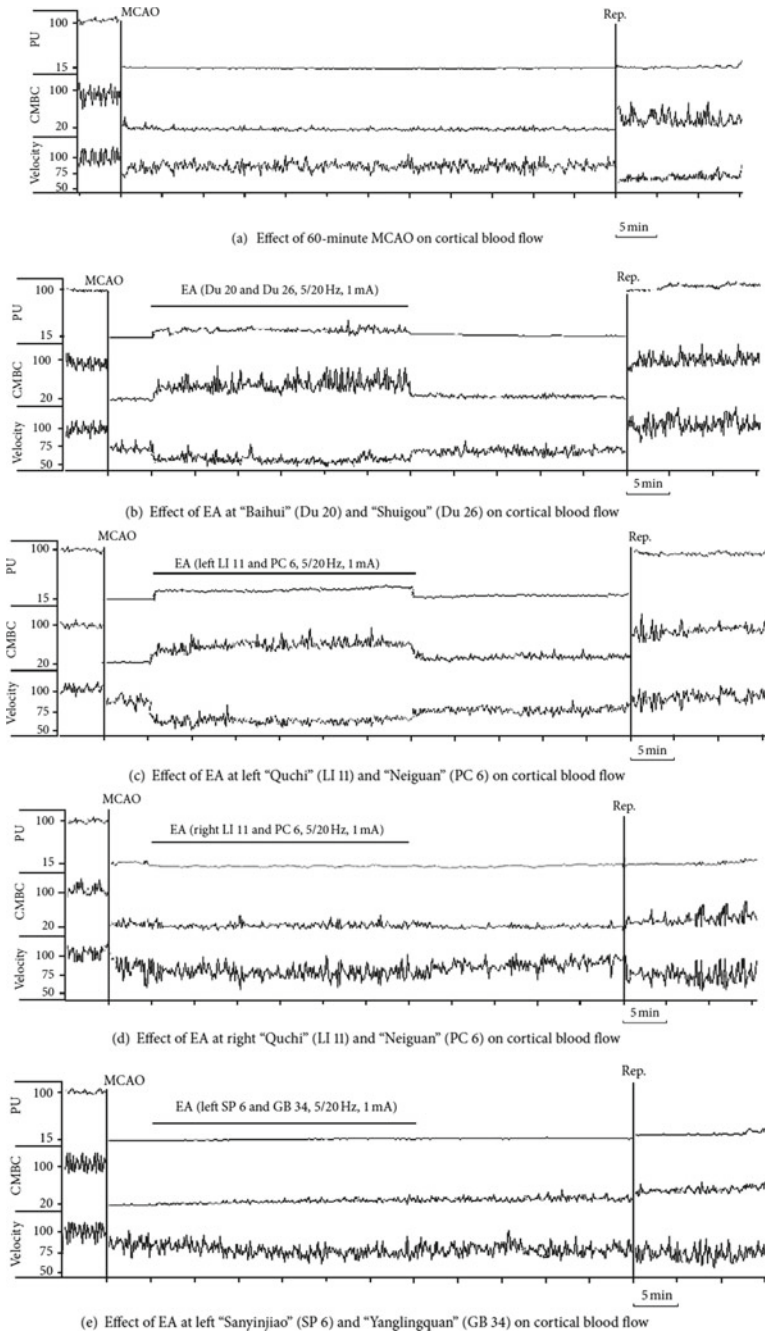 MCAO
Rep.
PU
100
15
CMBC
100
20
Velocity
100
75
50
5 min
(a) Effect of 60-minute MCAO on cortical blood flow
MCAO
EA (Du 20 and Du 26, 5/20 Hz, 1 mA)
Rep.
PU
100
15
CMBC
100
20
Velocity
100
75
50
5 min
(b) Effect of EA at “Baihui” (Du 20) and “Shuigou” (Du 26) on cortical blood flow
MCAO
EA (left LI 11 and PC 6, 5/20 Hz, 1 mA)
Rep.
PU
100
15
CMBC
100
20
Velocity
100
75
50
5 min
(c) Effect of EA at left “Quchi” (LI 11) and “Neiguan” (PC 6) on cortical blood flow
MCAO
EA (right LI 11 and PC 6, 5/20 Hz, 1 mA)
Rep.
PU
100
15
CMBC
100
20
Velocity
100
75
50
5 min
(d) Effect of EA at right “Quchi” (LI 11) and “Neiguan” (PC 6) on cortical blood flow
MCAO
EA (left SP 6 and GB 34, 5/20 Hz, 1 mA)
Rep.
PU
100
15
CMBC
100
20
Velocity
100
75
50
5 min
(e) Effect of EA at left “Sanyinjiao” (SP 6) and “Yanglingquan” (GB 34) on cortical blood flow